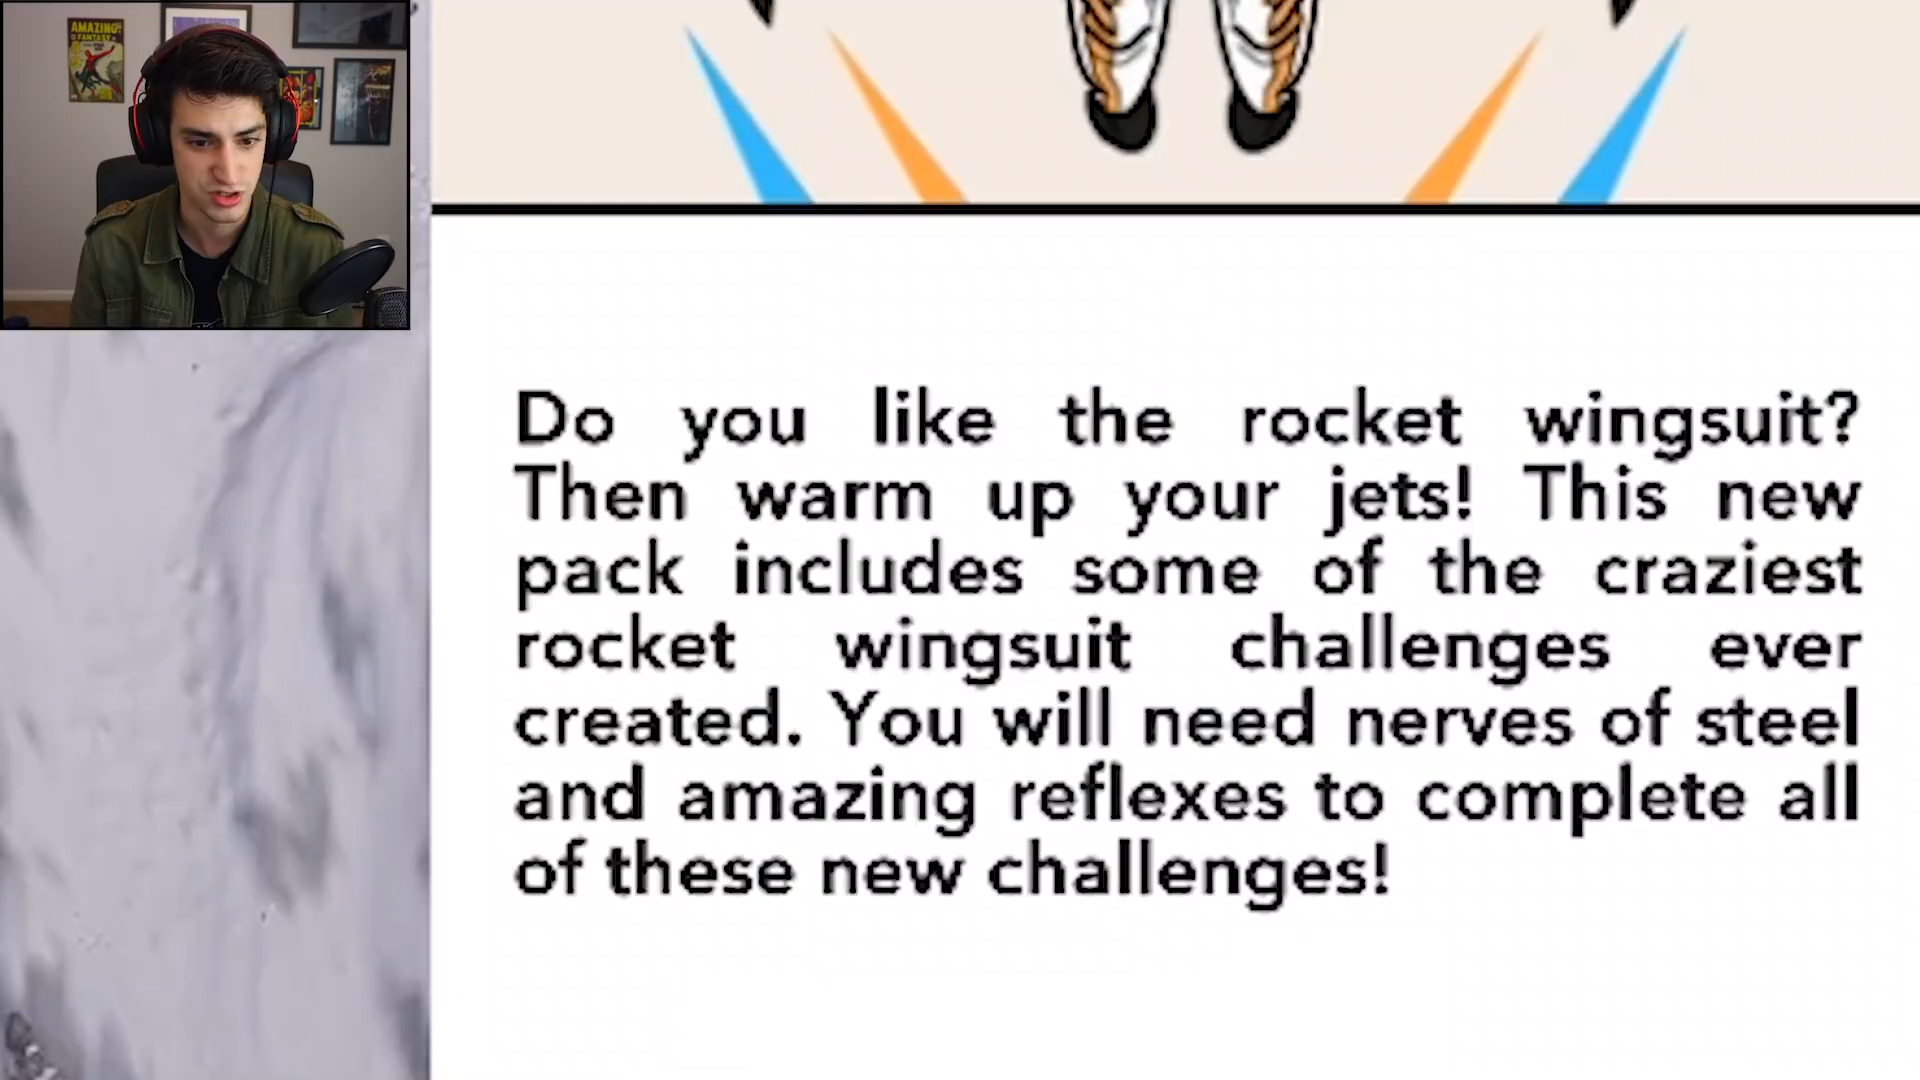 AMAZING
FANTASY
Do you like the rocket wingsuit?
Then warm up your jets! This new
pack includes some of the craziest
rocket wingsuit challenges ever
created. You will need nerves of steel
and amazing reflexes to complete all
of these new challenges!